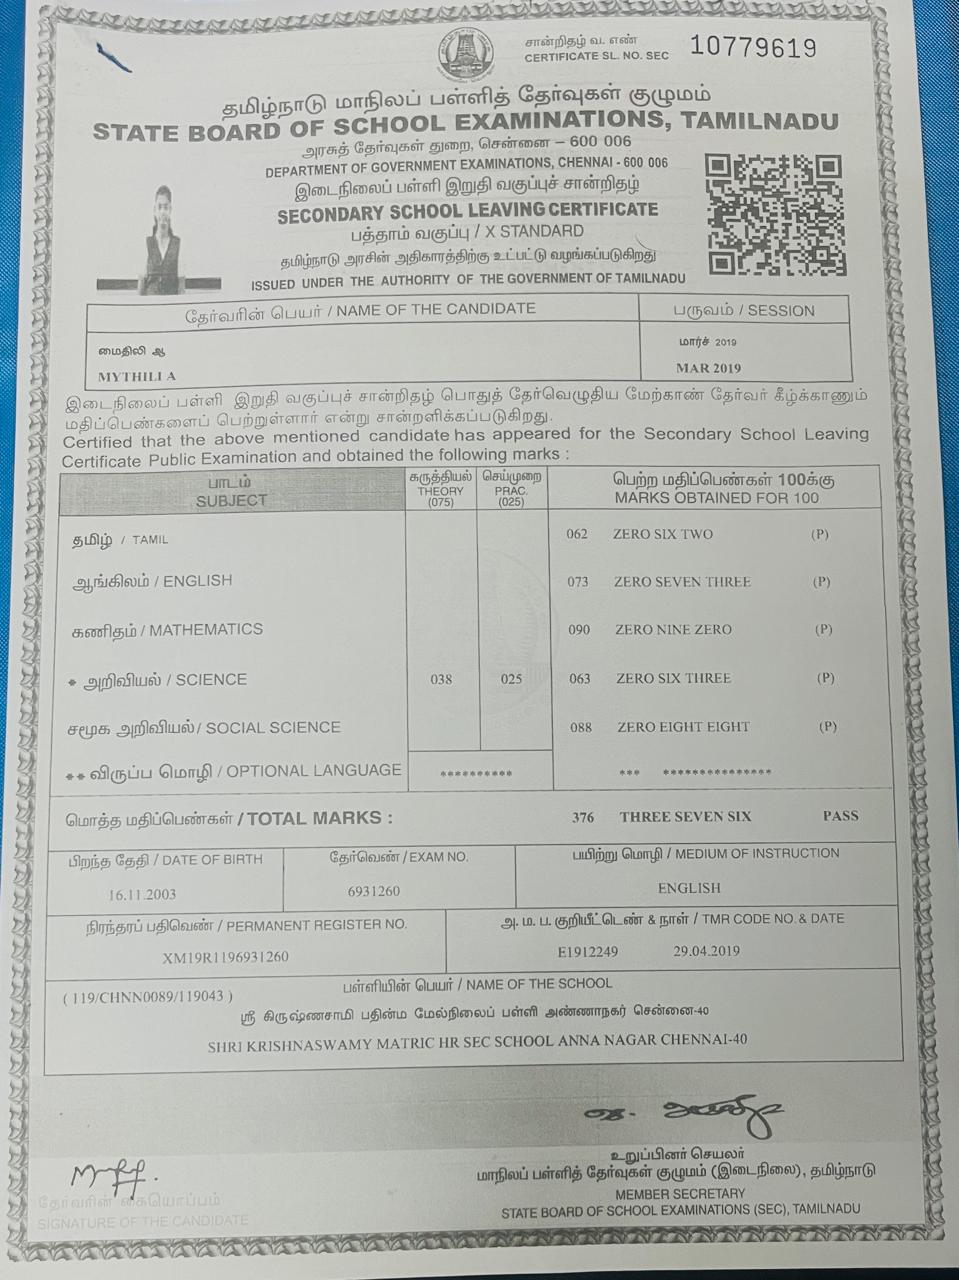 சான்றிதழ் வ. எண்
CERTIFICATE SL. NO. SEC 10779619
தமிழ்நாடு மாநிலப் பள்ளித் தேர்வுகள் குழுமம்
STATE BOARD OF SCHOOL EXAMINATIONS, TAMILNADU
அரசுத் தேர்வுகள் துறை, சென்னை – 600 006
DEPARTMENT OF GOVERNMENT EXAMINATIONS, CHENNAI - 600 006
இடைநிலைப் பள்ளி இறுதி வகுப்புச் சான்றிதழ்
SECONDARY SCHOOL LEAVING CERTIFICATE
பத்தாம் வகுப்பு / X STANDARD
தமிழ்நாடு அரசின் அதிகாரத்திற்கு உட்பட்டு வழங்கப்படுகிறது
ISSUED UNDER THE AUTHORITY OF THE GOVERNMENT OF TAMILNADU
தேர்வரின் பெயர் / NAME OF THE CANDIDATE பருவம் / SESSION
மைதிலி ஆ மார்ச் 2019
MYTHILI A MAR 2019
இடைநிலைப் பள்ளி இறுதி வகுப்புச் சான்றிதழ் பொதுத் தேர்வெழுதிய மேற்காண் தேர்வர் கீழ்க்காணும்
மதிப்பெண்களைப் பெற்றுள்ளார் என்று சான்றளிக்கப்படுகிறது.
Certified that the above mentioned candidate has appeared for the Secondary School Leaving
Certificate Public Examination and obtained the following marks :
பாடம் கருத்தியல் செய்முறை பெற்ற மதிப்பெண்கள் 100க்கு
SUBJECT THEORY PRAC. MARKS OBTAINED FOR 100
(075) (025)
தமிழ் / TAMIL 062 ZERO SIX TWO (P)
ஆங்கிலம் / ENGLISH 073 ZERO SEVEN THREE (P)
கணிதம் / MATHEMATICS 090 ZERO NINE ZERO (P)
* அறிவியல் / SCIENCE 038 025 063 ZERO SIX THREE (P)
சமூக அறிவியல் / SOCIAL SCIENCE 088 ZERO EIGHT EIGHT (P)
** விருப்ப மொழி / OPTIONAL LANGUAGE ********** *** ***************
மொத்த மதிப்பெண்கள் / TOTAL MARKS : 376 THREE SEVEN SIX PASS
பிறந்த தேதி / DATE OF BIRTH தேர்வெண் / EXAM NO. பயிற்று மொழி / MEDIUM OF INSTRUCTION
16.11.2003 6931260 ENGLISH
நிரந்தரப் பதிவெண் / PERMANENT REGISTER NO. அ. ம. ப. குறியீட்டெண் & நாள் / TMR CODE NO. & DATE
XM19R1196931260 E1912249 29.04.2019
பள்ளியின் பெயர் / NAME OF THE SCHOOL
( 119/CHNN0089/119043 )
ஸ்ரீ கிருஷ்ணசாமி பதின்ம மேல்நிலைப் பள்ளி அண்ணாநகர் சென்னை-40
SHRI KRISHNASWAMY MATRIC HR SEC SCHOOL ANNA NAGAR CHENNAI-40
உறுப்பினர் செயலர்
மாநிலப் பள்ளித் தேர்வுகள் குழுமம் (இடைநிலை), தமிழ்நாடு
MEMBER SECRETARY
STATE BOARD OF SCHOOL EXAMINATIONS (SEC), TAMILNADU
தேர்வரின் கையொப்பம்
SIGNATURE OF THE CANDIDATE